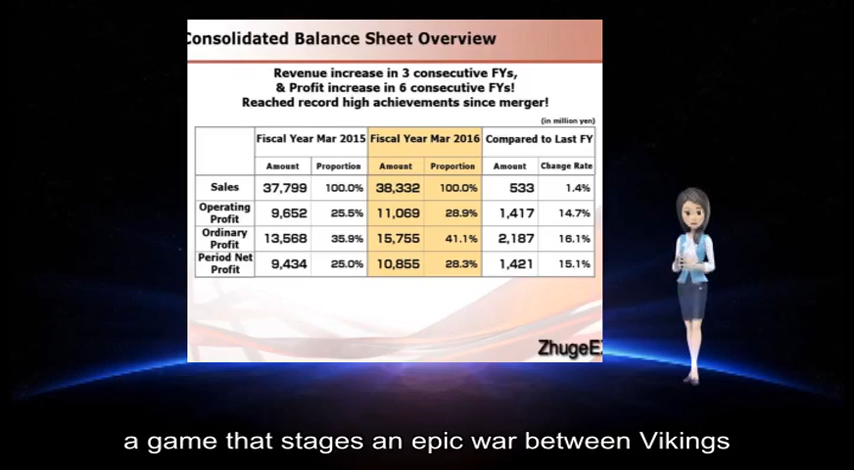 Consolidated Balance Sheet Overview
Revenue increase in 3 consecutive FYs,
& Profit increase in 6 consecutive FYs!
Reached record high achievements since merger!
(in million yen)
Fiscal Year Mar 2015 Fiscal Year Mar 2016 Compared to Last FY
Amount Proportion Amount Proportion Amount Change Rate
Sales 37,799 100.0% 38,332 100.0% 533 1.4%
Operating Profit 9,652 25.5% 11,069 28.9% 1,417 14.7%
Ordinary Profit 13,568 35.9% 15,755 41.1% 2,187 16.1%
Period Net Profit 9,434 25.0% 10,855 28.3% 1,421 15.1%
ZhugeE
a game that stages an epic war between Vikings